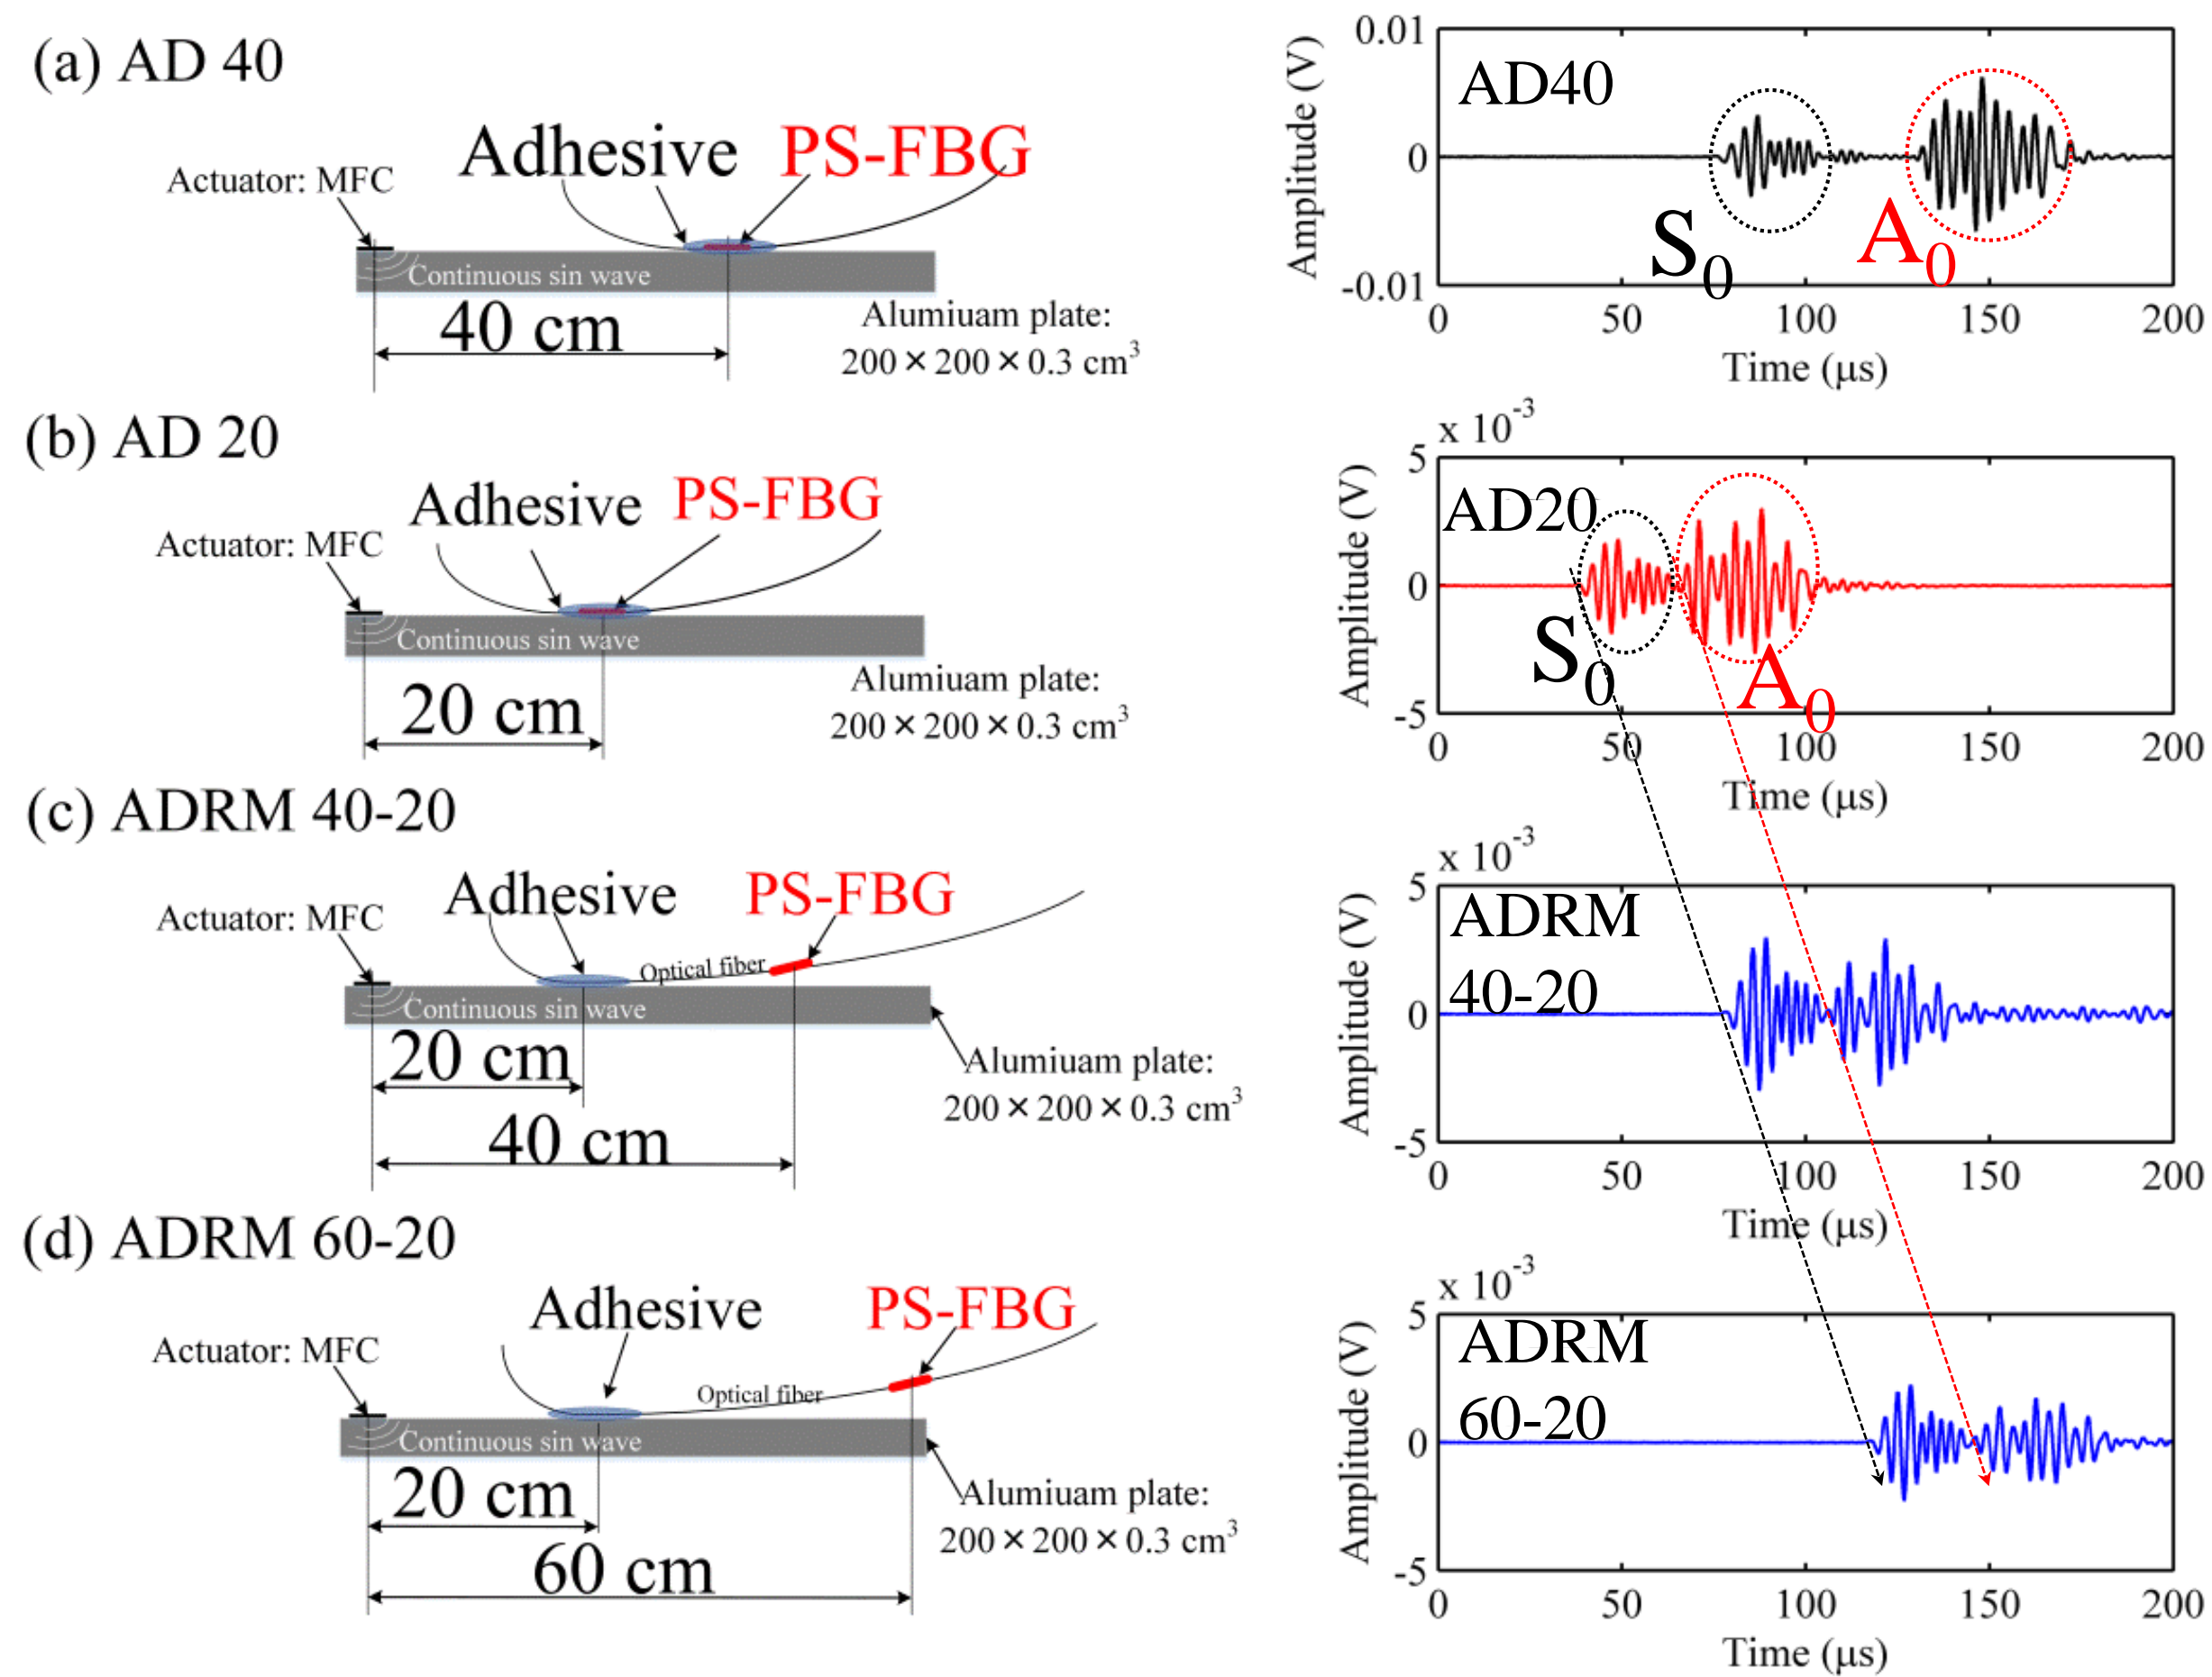 (a) AD 40
Adhesive PS-FBG
Actuator: MFC
Continuous sin wave
40 cm
Alumiuam plate:
200×200×0.3 cm³
0.01
0
-0.01
Amplitude (V)
AD40
S₀
A₀
0 50 100 150 200
Time (μs)
(b) AD 20
Adhesive PS-FBG
Actuator: MFC
Continuous sin wave
20 cm
Alumiuam plate:
200×200×0.3 cm³
x 10⁻³
5
0
-5
Amplitude (V)
AD20
S₀
A₀
0 50 100 150 200
Time (μs)
(c) ADRM 40-20
Adhesive PS-FBG
Actuator: MFC
Optical fiber
Continuous sin wave
20 cm
40 cm
Alumiuam plate:
200×200×0.3 cm³
x 10⁻³
5
0
-5
Amplitude (V)
ADRM
40-20
0 50 100 150 200
Time (μs)
(d) ADRM 60-20
Adhesive PS-FBG
Actuator: MFC
Optical fiber
Continuous sin wave
20 cm
60 cm
Alumiuam plate:
200×200×0.3 cm³
x 10⁻³
5
0
-5
Amplitude (V)
ADRM
60-20
0 50 100 150 200
Time (μs)